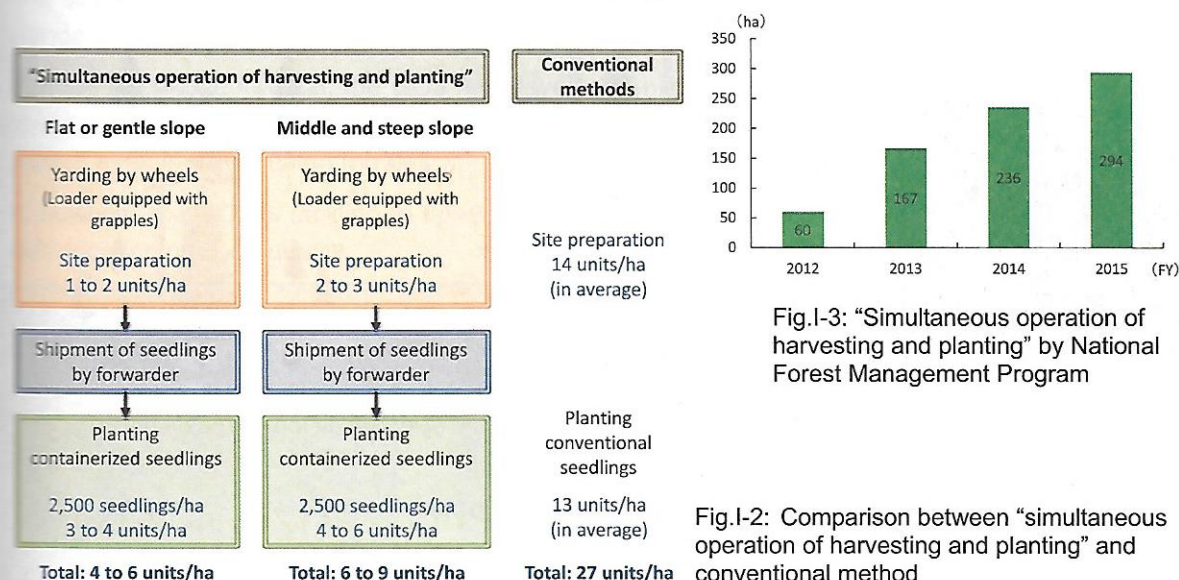 "Simultaneous operation of harvesting and planting"
Flat or gentle slope
Yarding by wheels
(Loader equipped with
grapples)
Site preparation
1 to 2 units/ha
Shipment of seedlings
by forwarder
Planting
containerized seedlings
2,500 seedlings/ha
3 to 4 units/ha
Total: 4 to 6 units/ha
Middle and steep slope
Yarding by wheels
(Loader equipped with
grapples)
Site preparation
2 to 3 units/ha
Shipment of seedlings
by forwarder
Planting
containerized seedlings
2,500 seedlings/ha
4 to 6 units/ha
Total: 6 to 9 units/ha
Conventional
methods
Site preparation
14 units/ha
(in average)
Planting
conventional
seedlings
13 units/ha
(in average)
Total: 27 units/ha
(ha)
350
300
250
200
150
100
50
0
60
167
236
294
2012 2013 2014 2015 (FY)
Fig.I-3: "Simultaneous operation of
harvesting and planting" by National
Forest Management Program
Fig.I-2: Comparison between "simultaneous
operation of harvesting and planting" and
conventional method